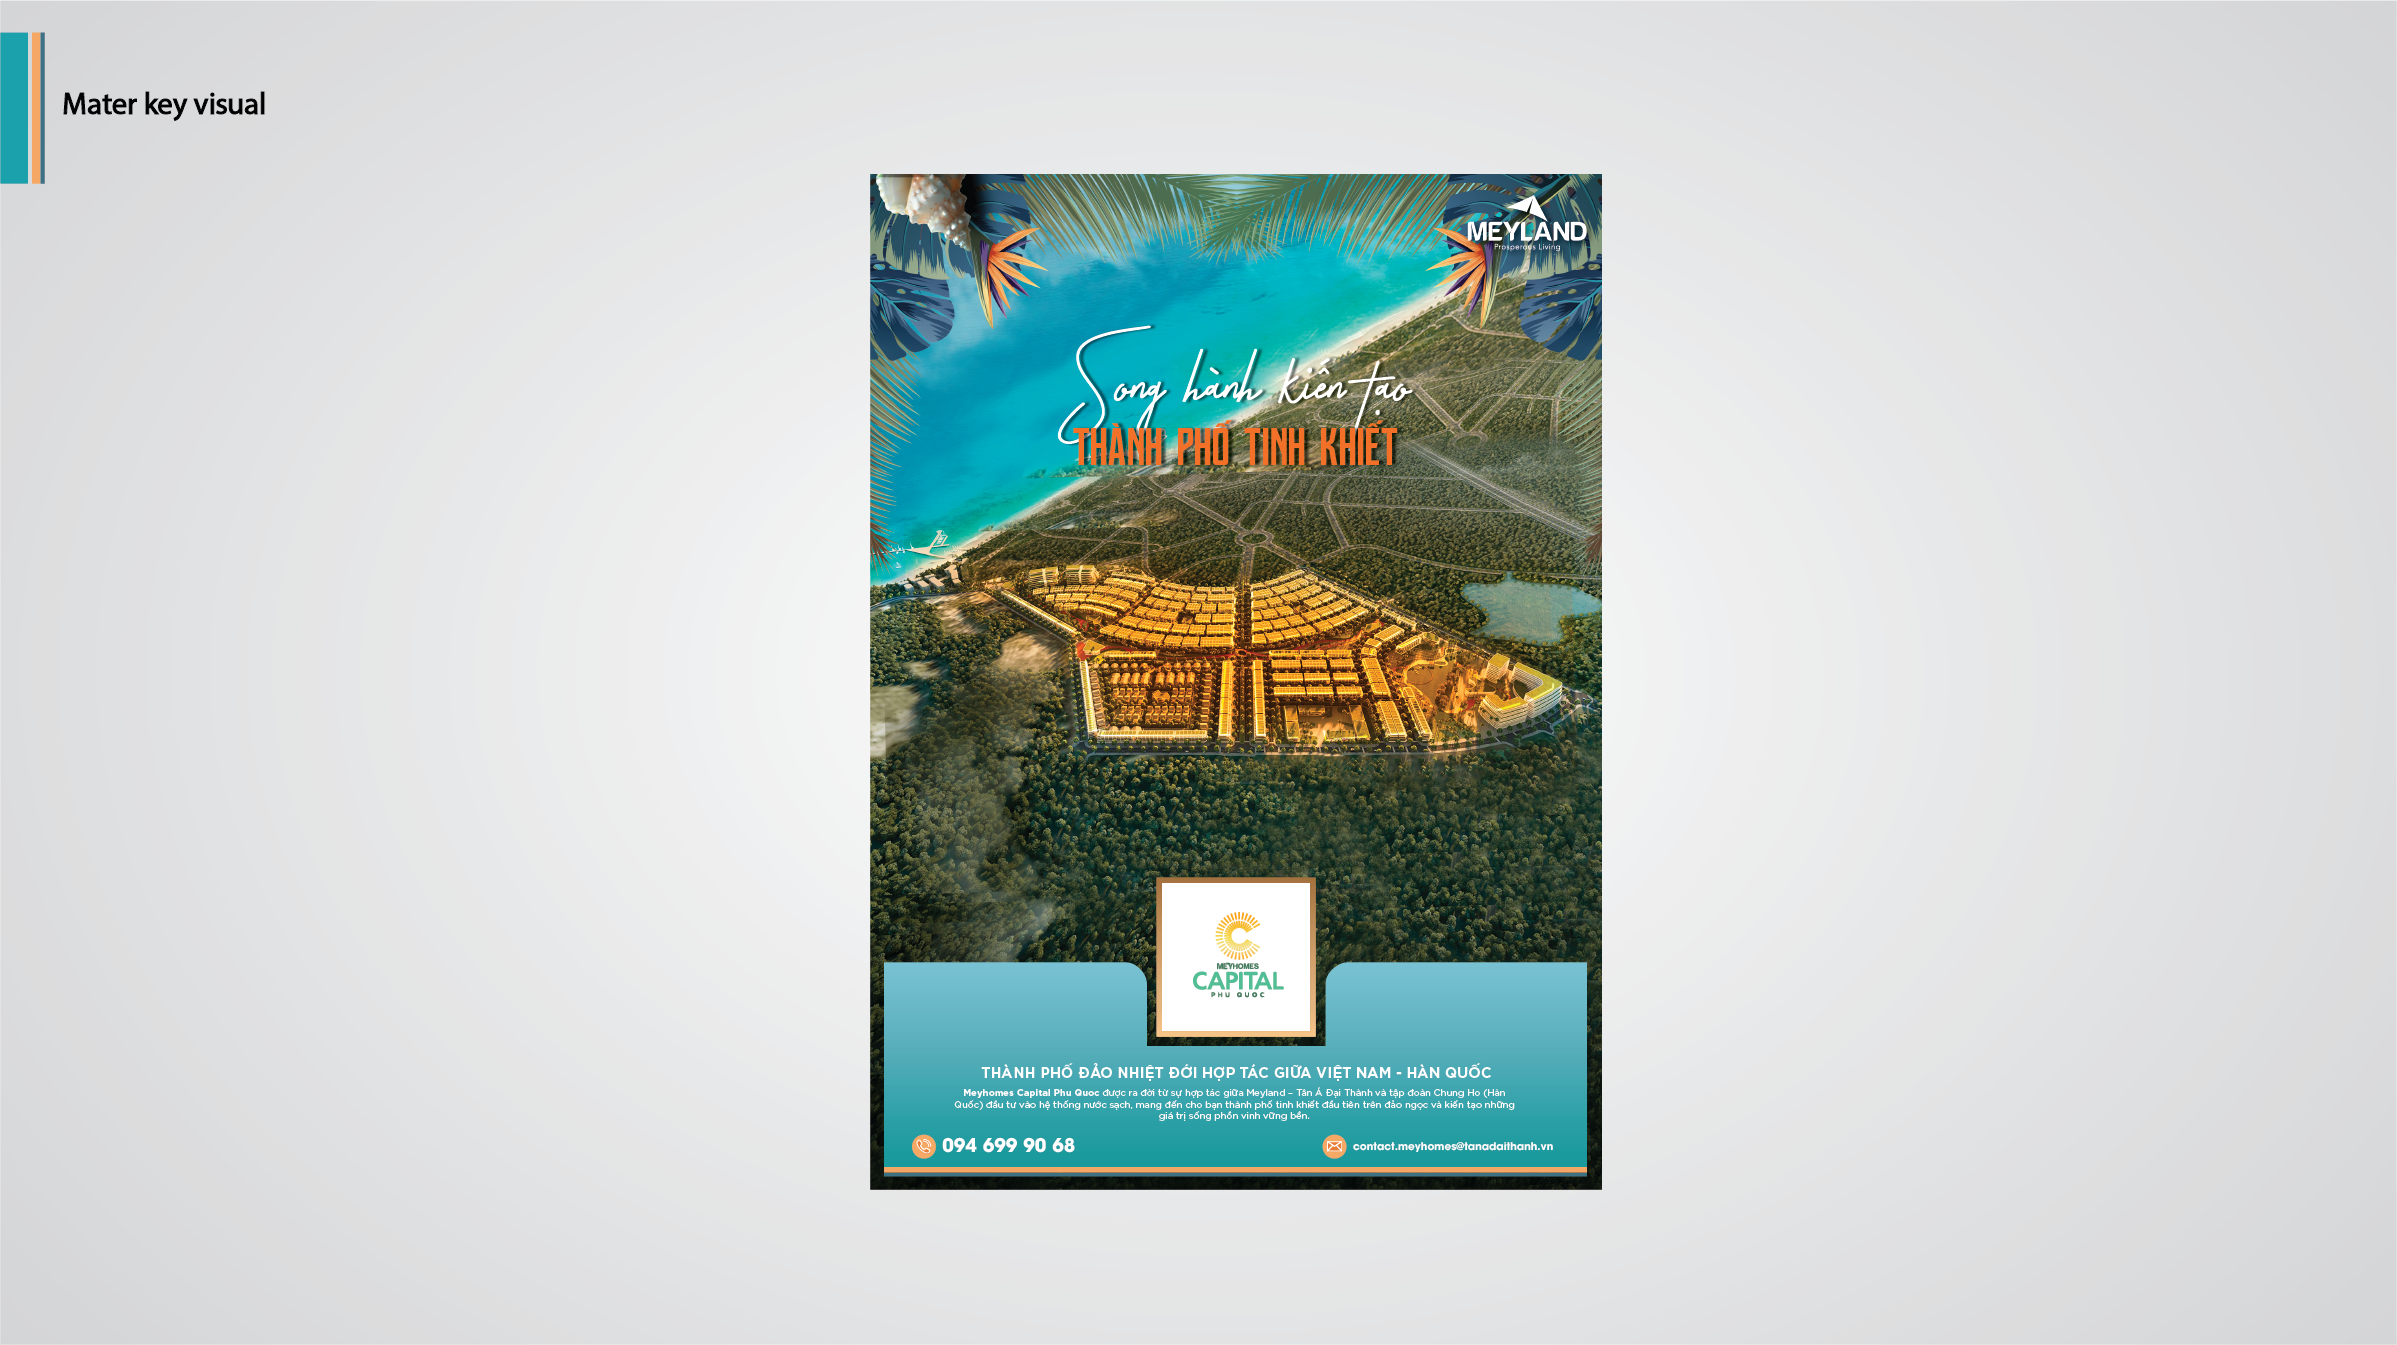 Mater key visual
MEYLAND
Prosperous Living
Song hành kiến tạo
THÀNH PHỐ TINH KHIẾT
MEYHOMES
CAPITAL
PHU QUOC
THÀNH PHỐ ĐẢO NHIỆT ĐỚI HỢP TÁC GIỮA VIỆT NAM - HÀN QUỐC
Meyhomes Capital Phu Quoc được ra đời từ sự hợp tác giữa Meyland – Tân Á Đại Thành và tập đoàn Chung Ho (Hàn
Quốc) đầu tư vào hệ thống nước sạch, mang đến cho bạn thành phố tinh khiết đầu tiên trên đảo ngọc và kiến tạo những
giá trị sống phồn vinh vững bền.
094 699 90 68
contact.meyhomes@tanadaithanh.vn